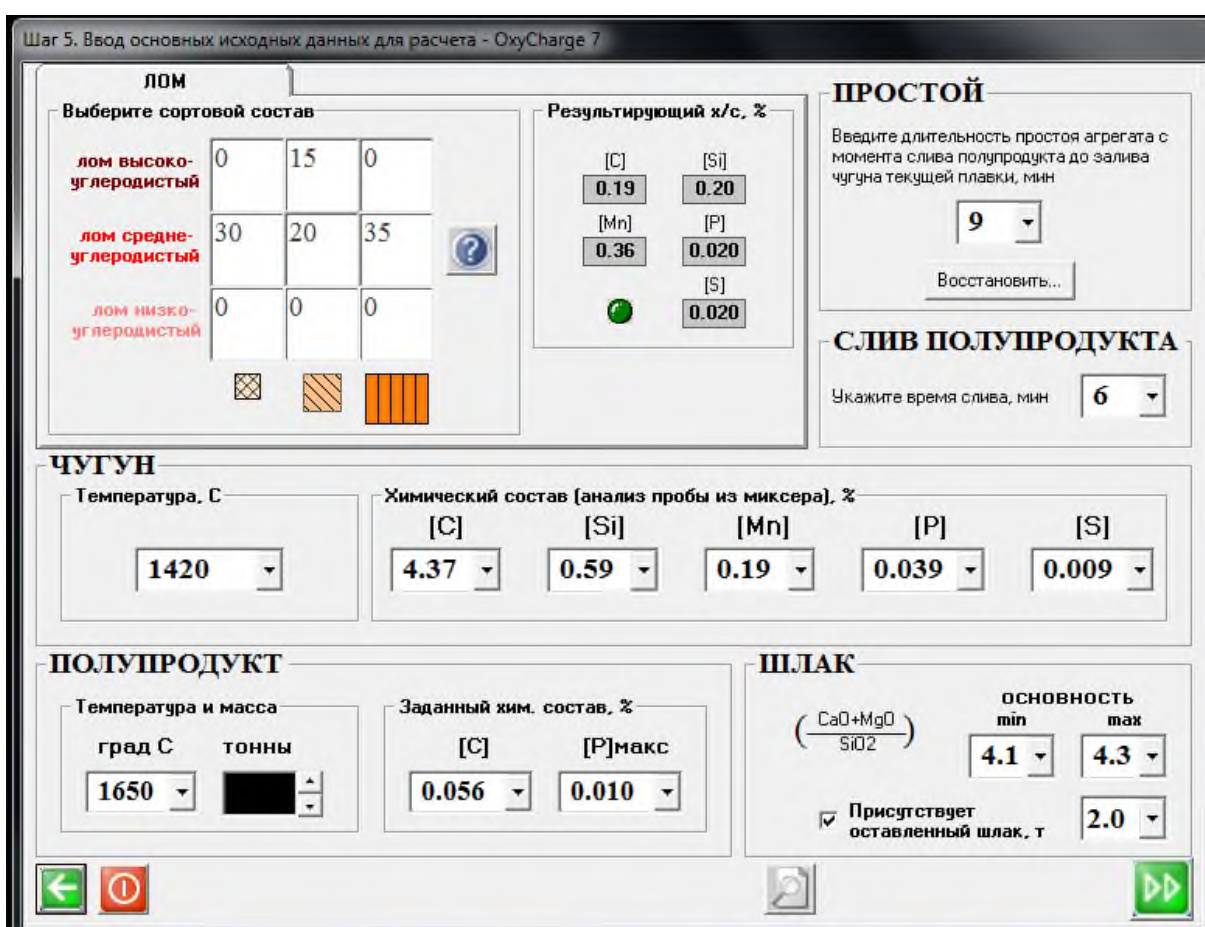 Шаг 5. Ввод основных исходных данных для расчета - OxyCharge 7
ЛОМ
Выберите сортовой состав
лом высоко-
углеродистый
0 15 0
лом средне-
углеродистый
30 20 35
лом низко-
углеродистый
0 0 0
Результирующий х/с, %
[C] [Si]
0.19 0.20
[Mn] [P]
0.36 0.020
[S]
0.020
ПРОСТОЙ
Введите длительность простоя агрегата с
момента слива полупродукта до залива
чугуна текущей плавки, мин
9
Восстановить...
СЛИВ ПОЛУПРОДУКТА
Укажите время слива, мин 6
ЧУГУН
Температура, С
1420
Химический состав (анализ пробы из миксера), %
[C] [Si] [Mn] [P] [S]
4.37 0.59 0.19 0.039 0.009
ПОЛУПРОДУКТ
Температура и масса
град С тонны
1650
Заданный хим. состав, %
[C] [P]макс
0.056 0.010
ШЛАК
(CaO+MgO
SiO2)
основность
min max
4.1 4.3
Присутствует
оставленный шлак, т
2.0